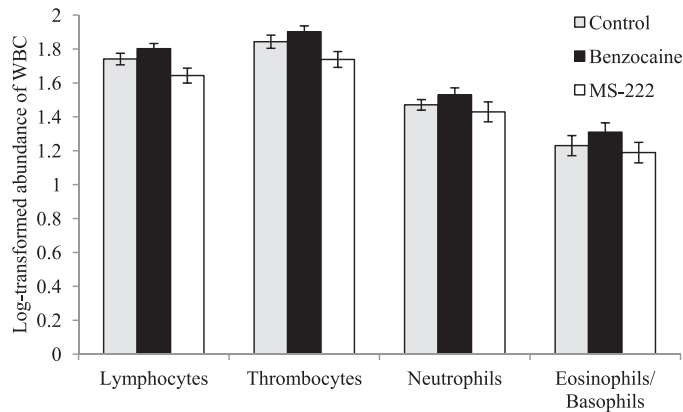 Log-transformed abundance of WBC
2
1.8
1.6
1.4
1.2
1
0.8
0.6
0.4
0.2
0
Control
Benzocaine
MS-222
Lymphocytes
Thrombocytes
Neutrophils
Eosinophils/
Basophils